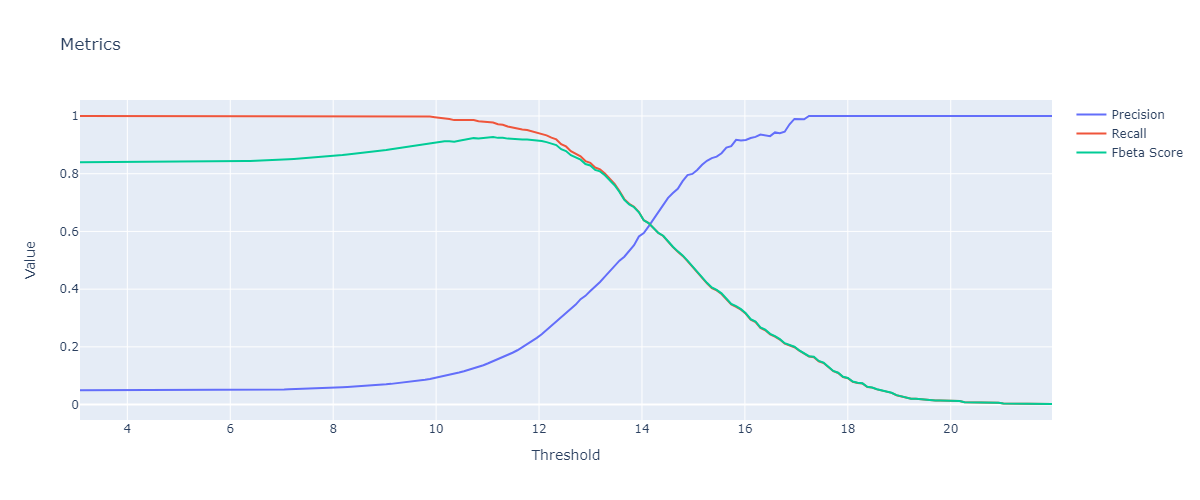 Metrics
Precision
Recall
Fbeta Score
Value
1
0.8
0.6
0.4
0.2
0
4 6 8 10 12 14 16 18 20
Threshold